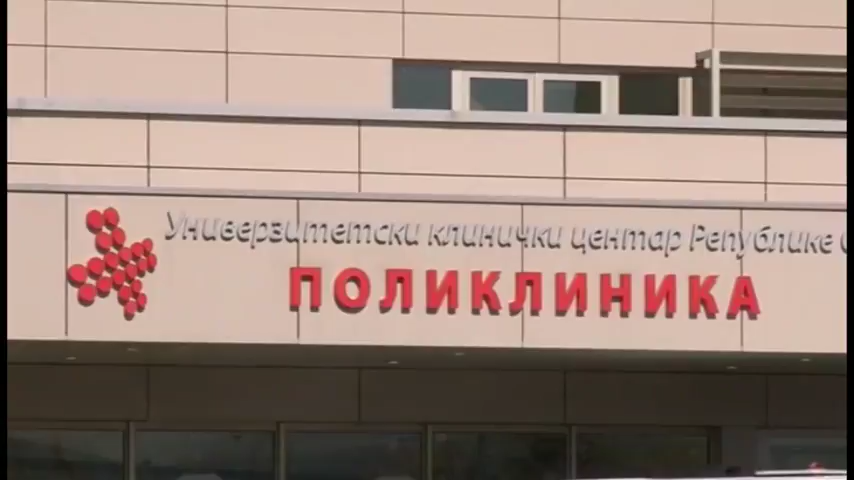 Универзитетски клинички центар Републике
ПОЛИКЛИНИКА